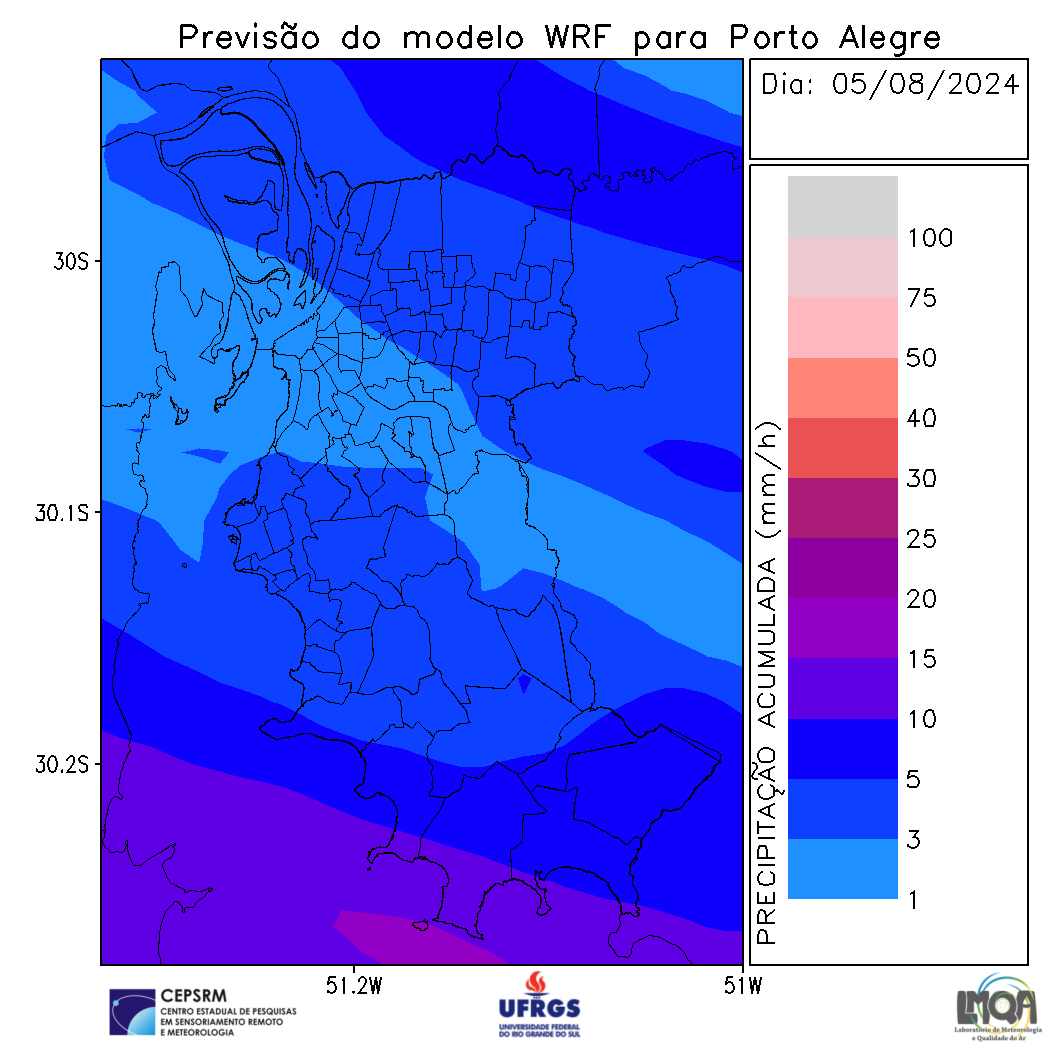 Previsão do modelo WRF para Porto Alegre
Dia: 05/08/2024
30S
30.1S
30.2S
51.2W
51W
PRECIPITAÇÃO ACUMULADA (mm/h)
100
75
50
40
30
25
20
15
10
5
3
1
CEPSRM
CENTRO ESTADUAL DE PESQUISAS
EM SENSORIAMENTO REMOTO
E METEOROLOGIA
UFRGS
UNIVERSIDADE FEDERAL
DO RIO GRANDE DO SUL
LMQA
Laboratório de Meteorologia
e Qualidade do Ar